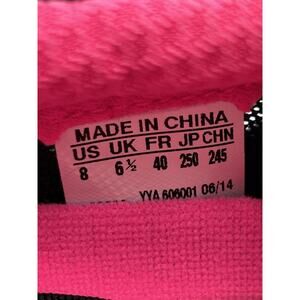 MADE IN CHINA
US UK FR JP CHN
8 6½ 40 250 245
YYA 606001 06/14